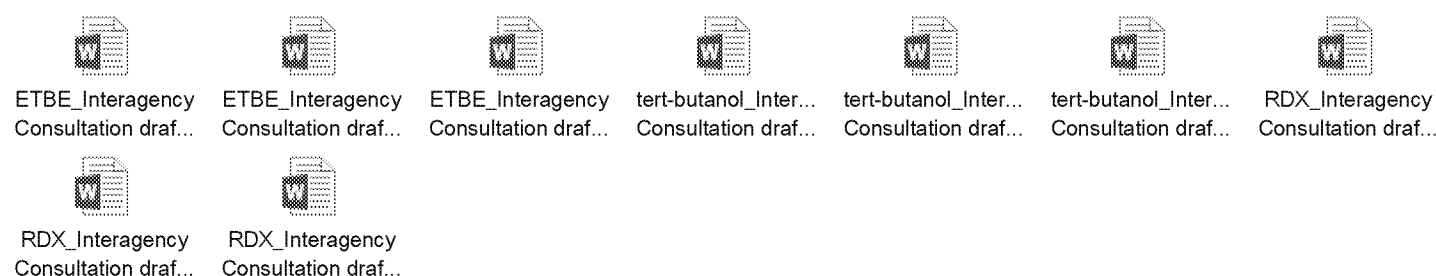 ETBE_Interagency ETBE_Interagency ETBE_Interagency tert-butanol_Inter... tert-butanol_Inter... tert-butanol_Inter... RDX_Interagency
Consultation draf... Consultation draf... Consultation draf... Consultation draf... Consultation draf... Consultation draf... Consultation draf...
RDX_Interagency RDX_Interagency
Consultation draf... Consultation draf...